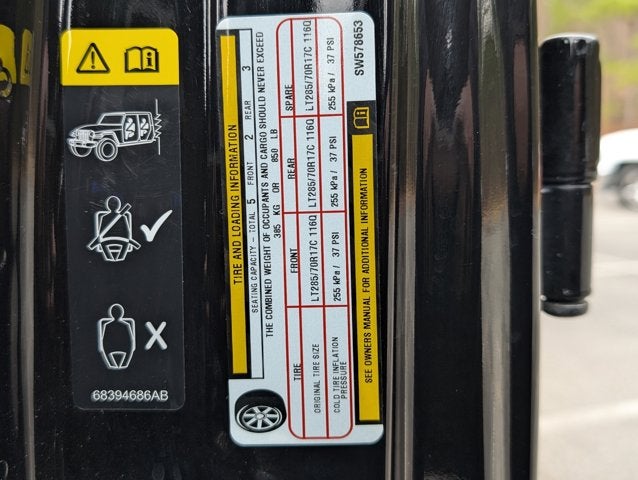 68394686AB
TIRE AND LOADING INFORMATION
SEATING CAPACITY - TOTAL 5 FRONT 2 REAR 3
THE COMBINED WEIGHT OF OCCUPANTS AND CARGO SHOULD NEVER EXCEED
385 KG OR 850 LB
TIRE FRONT REAR SPARE
ORIGINAL TIRE SIZE LT285/70R17C 116Q LT285/70R17C 116Q LT285/70R17C 116Q
COLD TIRE INFLATION PRESSURE 255 kPa / 37 PSI 255 kPa / 37 PSI 255 kPa / 37 PSI
SEE OWNERS MANUAL FOR ADDITIONAL INFORMATION
SW578653